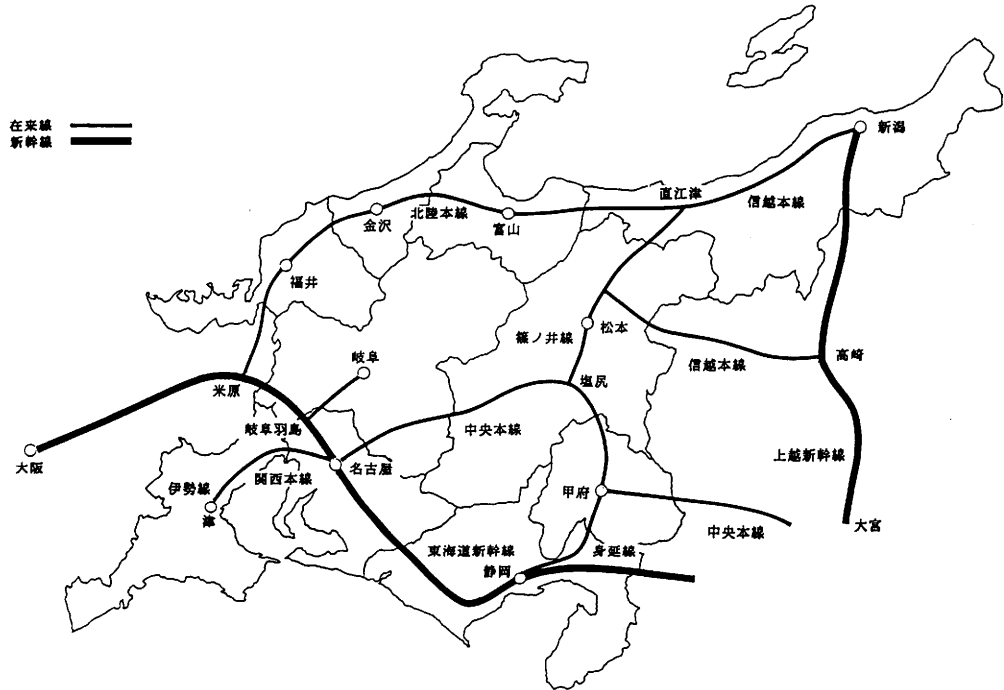 在来線
新幹線
新潟
直江津
信越本線
金沢
北陸本線
富山
福井
松本
篠ノ井線
高崎
信越本線
岐阜
米原
塩尻
岐阜羽島
中央本線
上越新幹線
大阪
名古屋
関西本線
伊勢線
甲府
津
大宮
中央本線
東海道新幹線
身延線
静岡